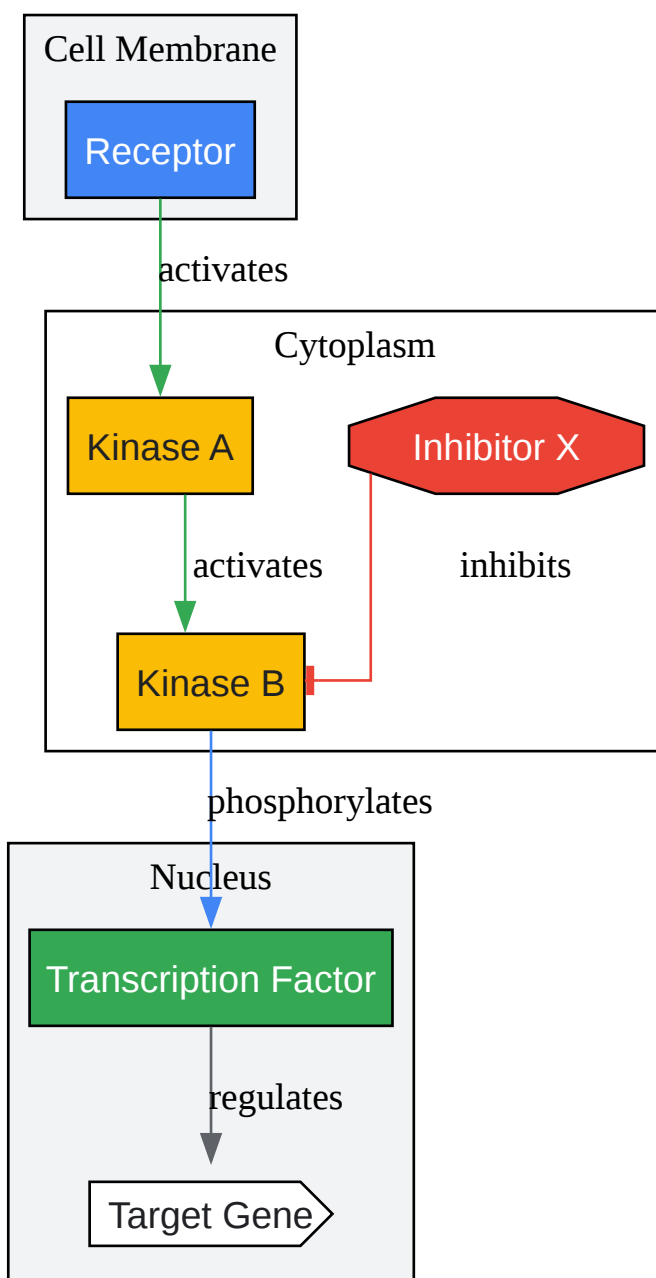 Cell Membrane
Receptor
activates
Cytoplasm
Kinase A
Inhibitor X
activates
inhibits
Kinase B
phosphorylates
Nucleus
Transcription Factor
regulates
Target Gene